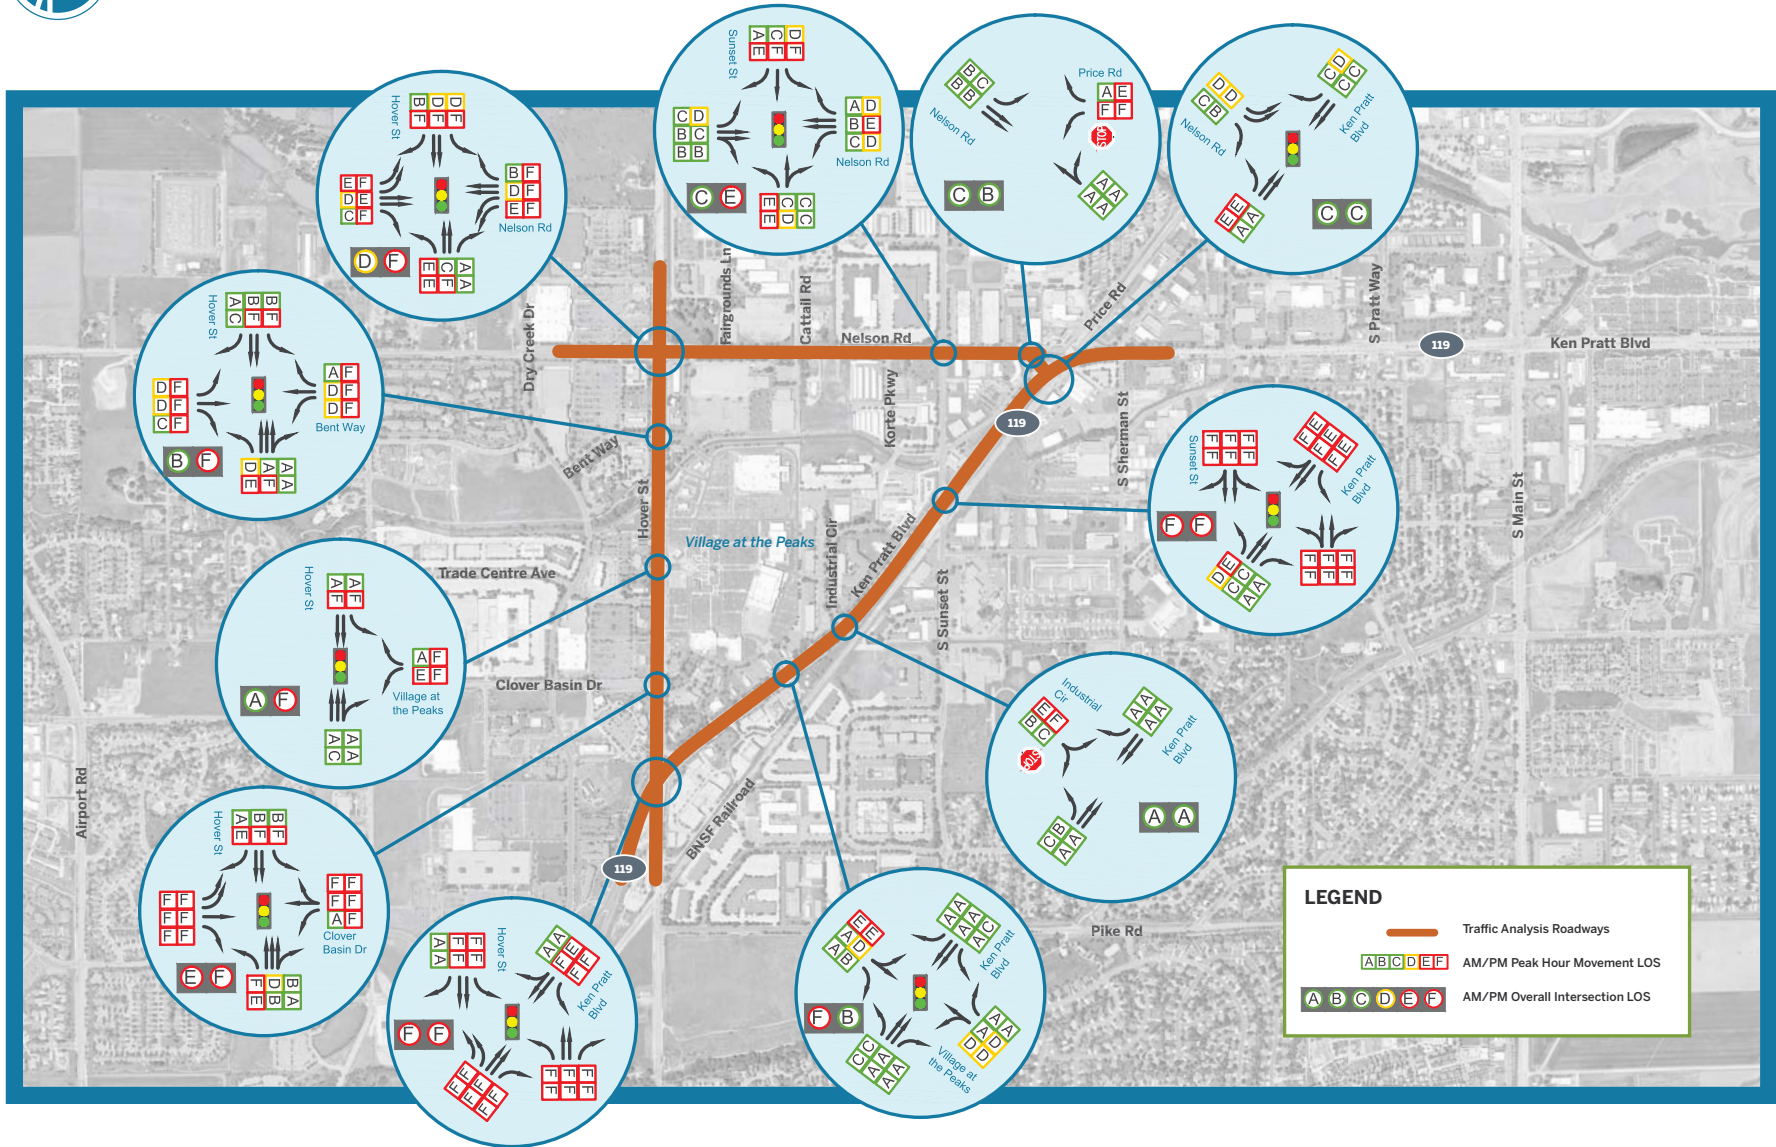 Sunset St
A C D
E F F
C D
B C
B B
A D
B E
C D
Nelson Rd
E C C
E D C
C E
B C
B B
Nelson Rd
Price Rd
A E
F F
STOP
A A
A A
C B
D D
C B
Nelson Rd
C D
C C
Ken Pratt
Blvd
E E
A A
C C
Hover St
B D D
F F F
E F
D E
C F
B F
D F
E F
Nelson Rd
E C A
E F A
D F
Hover St
A B B
C F F
D F
D F
C F
A F
D F
D F
Bent Way
D A A
E F A
B F
Dry Creek Dr
Fairgrounds Ln
Cattail Rd
Nelson Rd
Price Rd
S Pratt Way
119
Ken Pratt Blvd
Korte Pkwy
119
S Sherman St
Bent Way
Hover St
Village at the Peaks
Industrial Cir
Ken Pratt Blvd
S Sunset St
S Main St
Trade Centre Ave
Clover Basin Dr
Airport Rd
BNSF Railroad
119
Pike Rd
Sunset St
F F F
F F F
E E E
F F F
Ken Pratt
Blvd
F F
D E
C C
A A
F F F
F F F
Hover St
A A
F F
A F
E F
Village at
the Peaks
A F
A A
C A
Industrial
Cir
E F
B C
STOP
A A
A A
Ken Pratt
Blvd
C B
A A
A A
Hover St
A B B
E F F
F F
F F
F F
F F
F F
A F
Clover
Basin Dr
E F
F D B
E B A
Hover St
A F F
A F F
A A
F E
F F
Ken Pratt
Blvd
F F
F F
F F
F F
F F F
F F F
E E
A D
A B
A A
A A
A C
Ken Pratt
Blvd
F B
C C
A A
A A
A A
A D
D D
Village at
the Peaks
LEGEND
Traffic Analysis Roadways
A B C D E F AM/PM Peak Hour Movement LOS
A B C D E F AM/PM Overall Intersection LOS